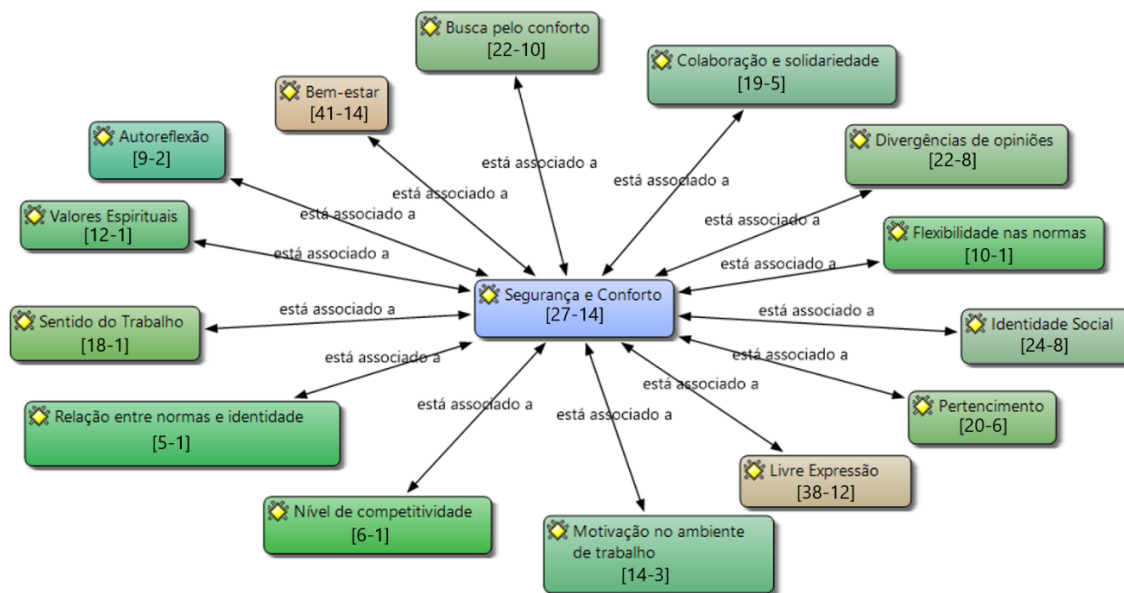 Busca pelo conforto
[22-10]
Colaboração e solidariedade
[19-5]
Bem-estar
[41-14]
Autoreflexão
[9-2]
Divergências de opiniões
[22-8]
está associado a
está associado a
está associado a
está associado a
está associado a
Valores Espirituais
[12-1]
Flexibilidade nas normas
[10-1]
está associado a
está associado a
Segurança e Conforto
[27-14]
Sentido do Trabalho
[18-1]
está associado a
está associado a
Identidade Social
[24-8]
está associado a
está associado a
está associado a
Relação entre normas e identidade
[5-1]
está associado a
está associado a
Pertencimento
[20-6]
Livre Expressão
[38-12]
Nível de competitividade
[6-1]
Motivação no ambiente
de trabalho
[14-3]